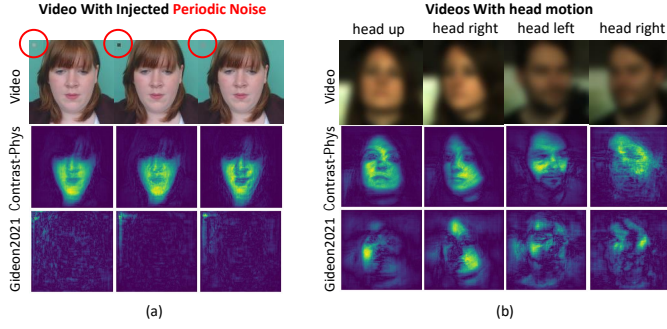 Video With Injected Periodic Noise
Video
Contrast-Phys
Gideon2021
(a)
Videos With head motion
head up head right head left head right
Video
Contrast-Phys
Gideon2021
(b)